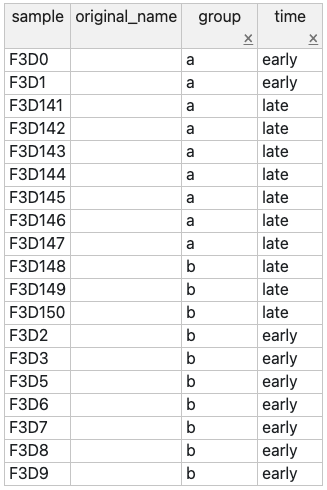 sample original_name group time
x x
F3D0 a early
F3D1 a early
F3D141 a late
F3D142 a late
F3D143 a late
F3D144 a late
F3D145 a late
F3D146 a late
F3D147 a late
F3D148 b late
F3D149 b late
F3D150 b late
F3D2 b early
F3D3 b early
F3D5 b early
F3D6 b early
F3D7 b early
F3D8 b early
F3D9 b early